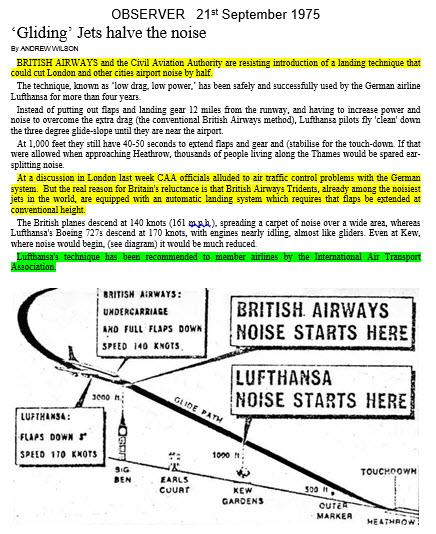 OBSERVER 21st September 1975
‘Gliding’ Jets halve the noise
By ANDREW WILSON
BRITISH AIRWAYS and the Civil Aviation Authority are resisting introduction of a landing technique that
could cut London and other cities airport noise by half.
The technique, known as ‘low drag, low power,’ has been safely and successfully used by the German airline
Lufthansa for more than four years.
Instead of putting out flaps and landing gear 12 miles from the runway, and having to increase power and
noise to overcome the extra drag (the conventional British Airways method), Lufthansa pilots fly ‘clean’ down
the three degree glide-slope until they are near the airport.
At 1,000 feet they still have 40-50 seconds to extend flaps and gear and (stabilise for the touch-down. If that
were allowed when approaching Heathrow, thousands of people living along the Thames would be spared ear-
splitting noise.
At a discussion in London last week CAA officials alluded to air traffic control problems with the German
system. But the real reason for Britain's reluctance is that British Airways Tridents, already among the noisiest
jets in the world, are equipped with an automatic landing system which requires that flaps be extended at
conventional height.
The British planes descend at 140 knots (161 m.p.h.), spreading a carpet of noise over a wide area, whereas
Lufthansa's Boeing 727s descend at 170 knots, with engines nearly idling, almost like gliders. Even at Kew,
where noise would begin, (see diagram) it would be much reduced.
Lufthansa's technique has been recommended to member airlines by the International Air Transport
Association.
BRITISH AIRWAYS:
UNDERCARRIAGE
AND FULL FLAPS DOWN
SPEED 140 KNOTS
BRITISH AIRWAYS
NOISE STARTS HERE
LUFTHANSA
NOISE STARTS HERE
3000 ft
GLIDE PATH
LUFTHANSA:
FLAPS DOWN 5°
SPEED 170 KNOTS
1000 ft
BIG
BEN
EARLS
COURT
KEW
GARDENS
500 ft
OUTER
MARKER
TOUCHDOWN
HEATHROW